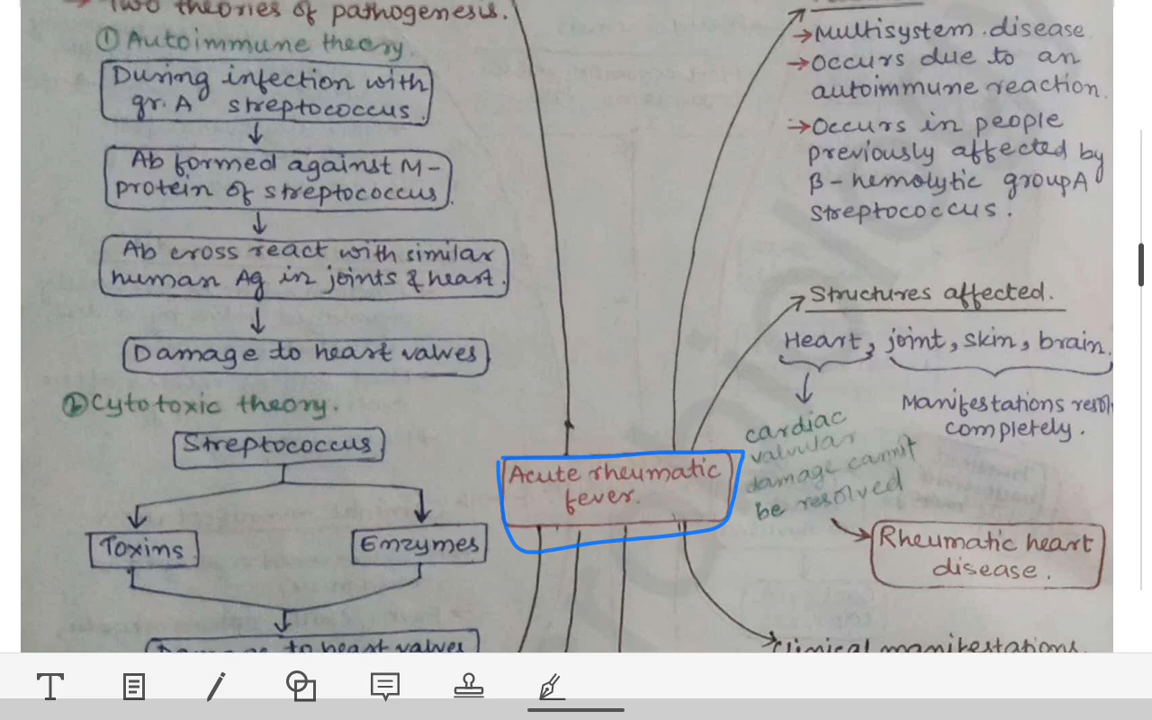 Two theories of pathogenesis.
① Autoimmune theory.
During infection with
gr. A streptococcus.
Ab formed against M-
protein of streptococcus.
Ab cross react with similar
human Ag in joints & heart.
Damage to heart valves
② Cytotoxic theory.
Streptococcus
Toxins
Enzymes
Damage to heart valves
Acute rheumatic
fever.
→ Multisystem disease
→ Occurs due to an
autoimmune reaction.
→ Occurs in people
previously affected by
β-hemolytic group A
streptococcus.
Structures affected.
Heart, joint, skin, brain.
Manifestations resol
completely.
cardiac
valvular
damage cannot
be resolved
Rheumatic heart
disease.
Clinical manifestations.